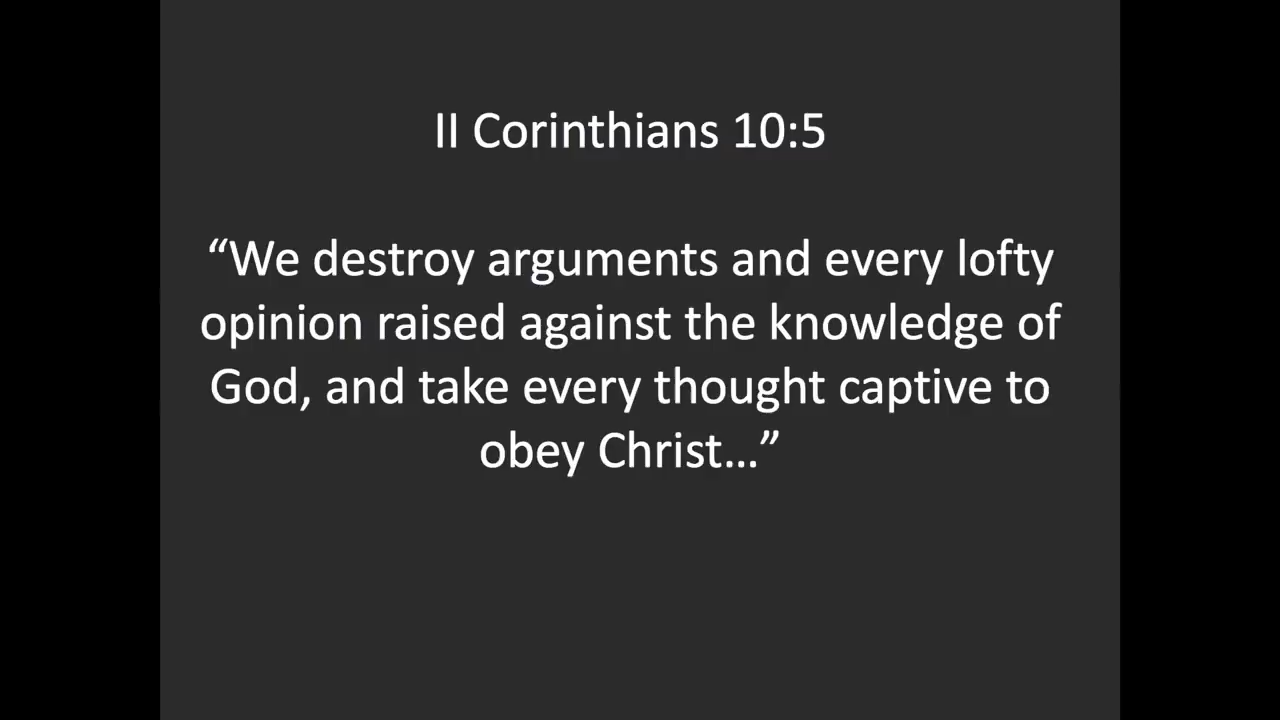 II Corinthians 10:5
“We destroy arguments and every lofty
opinion raised against the knowledge of
God, and take every thought captive to
obey Christ…”